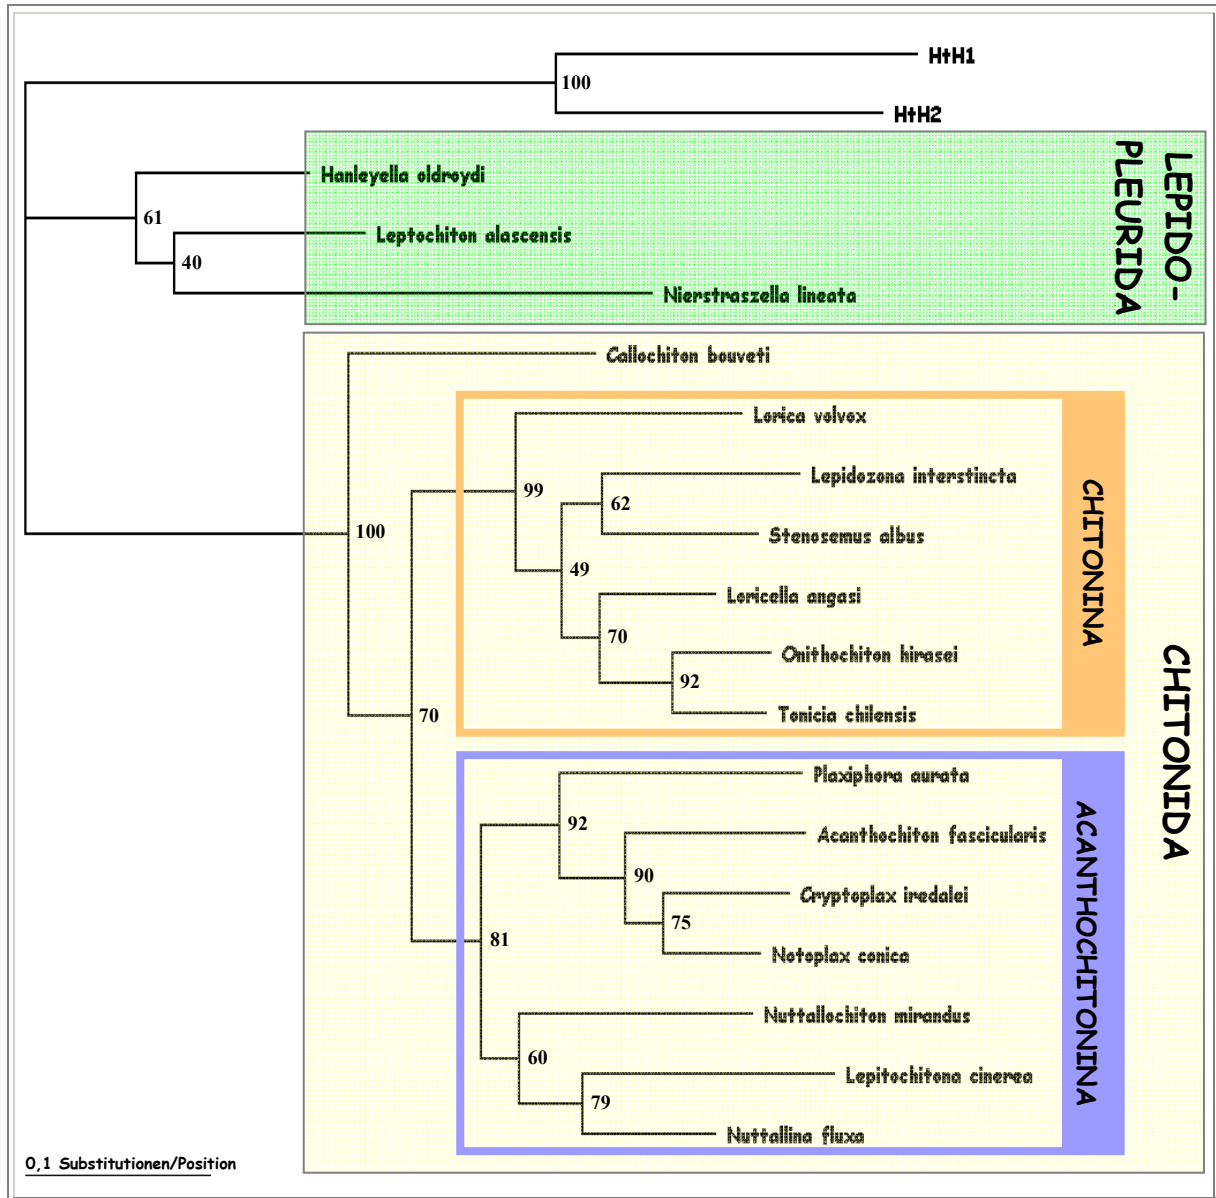 HtH1
100
HtH2
LEPIDO-
PLEURIDA
Hanleyella oldroydi
61
Leptochiton alascensis
40
Nierstraszella lineata
Callochiton bouveti
Lorica volvox
99
Lepidozona interstincta
62
CHITONINA
100
Stenosemus albus
49
Loricella angasi
70
Onithochiton hirasei
92
70
Tonicia chilensis
CHITONIDA
Plaxiphora aurata
92
Acanthochiton fascicularis
90
Cryptoplax iredalei
75
81
Notoplax conica
ACANTHOCHITONINA
Nuttallochiton mirandus
60
Lepitochitona cinerea
79
Nuttallina fluxa
0,1 Substitutionen/Position